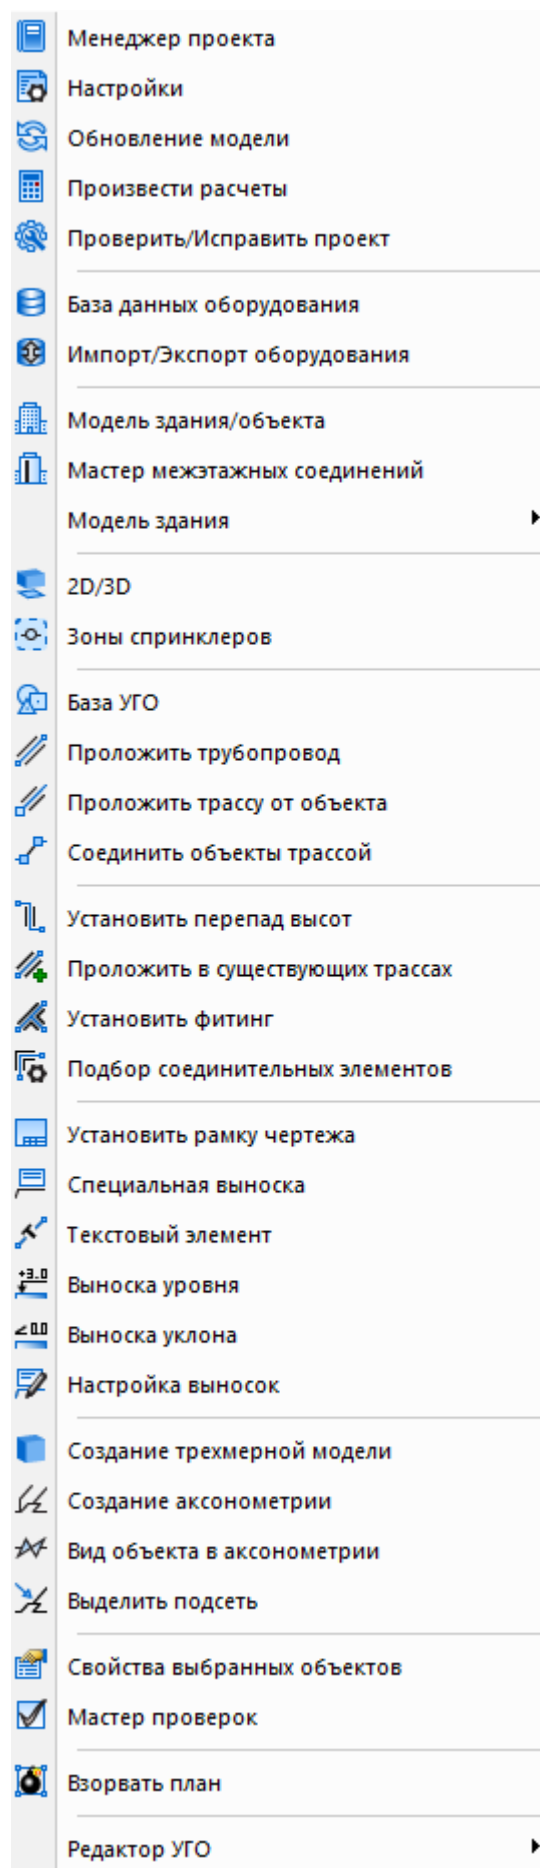 Менеджер проекта
Настройки
Обновление модели
Произвести расчеты
Проверить/Исправить проект
База данных оборудования
Импорт/Экспорт оборудования
Модель здания/объекта
Мастер межэтажных соединений
Модель здания
2D/3D
Зоны спринклеров
База УГО
Проложить трубопровод
Проложить трассу от объекта
Соединить объекты трассой
Установить перепад высот
Проложить в существующих трассах
Установить фитинг
Подбор соединительных элементов
Установить рамку чертежа
Специальная выноска
Текстовый элемент
+3.0 Выноска уровня
< 0.0 Выноска уклона
Настройка выносок
Создание трехмерной модели
Создание аксонометрии
Вид объекта в аксонометрии
Выделить подсеть
Свойства выбранных объектов
Мастер проверок
Взорвать план
Редактор УГО